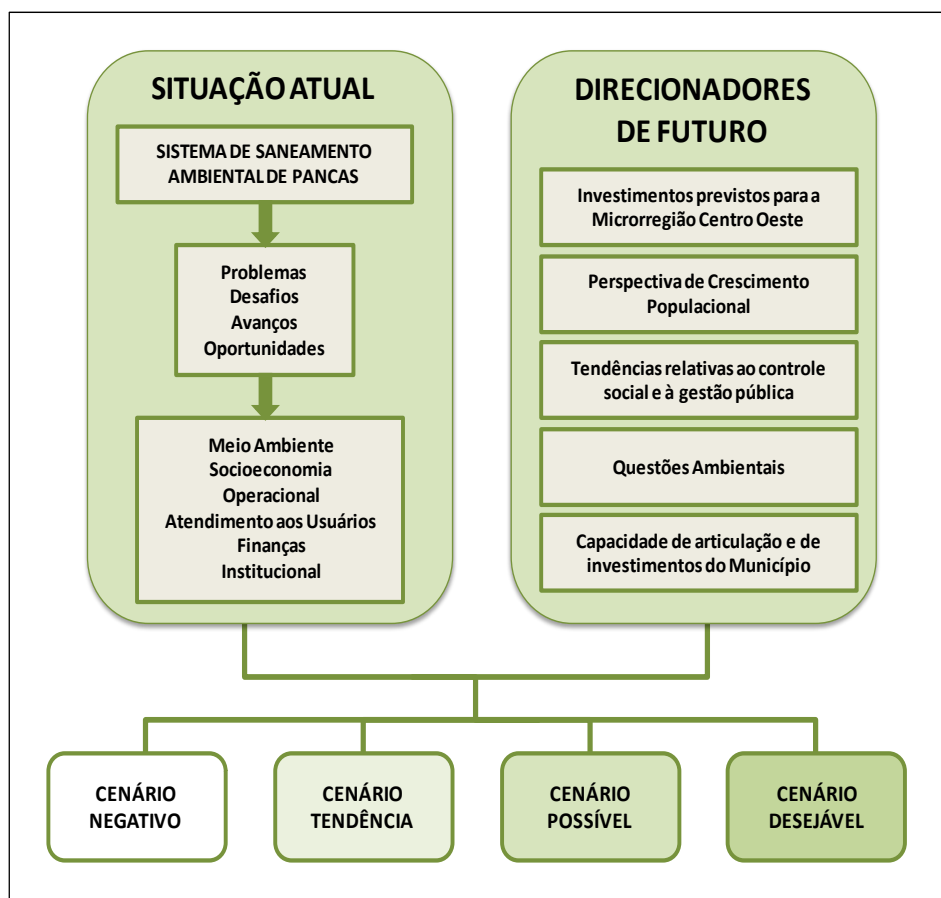 SITUAÇÃO ATUAL
SISTEMA DE SANEAMENTO
AMBIENTAL DE PANCAS
Problemas
Desafios
Avanços
Oportunidades
Meio Ambiente
Socioeconomia
Operacional
Atendimento aos Usuários
Finanças
Institucional
DIRECIONADORES
DE FUTURO
Investimentos previstos para a
Microrregião Centro Oeste
Perspectiva de Crescimento
Populacional
Tendências relativas ao controle
social e à gestão pública
Questões Ambientais
Capacidade de articulação e de
investimentos do Município
CENÁRIO
NEGATIVO
CENÁRIO
TENDÊNCIA
CENÁRIO
POSSÍVEL
CENÁRIO
DESEJÁVEL